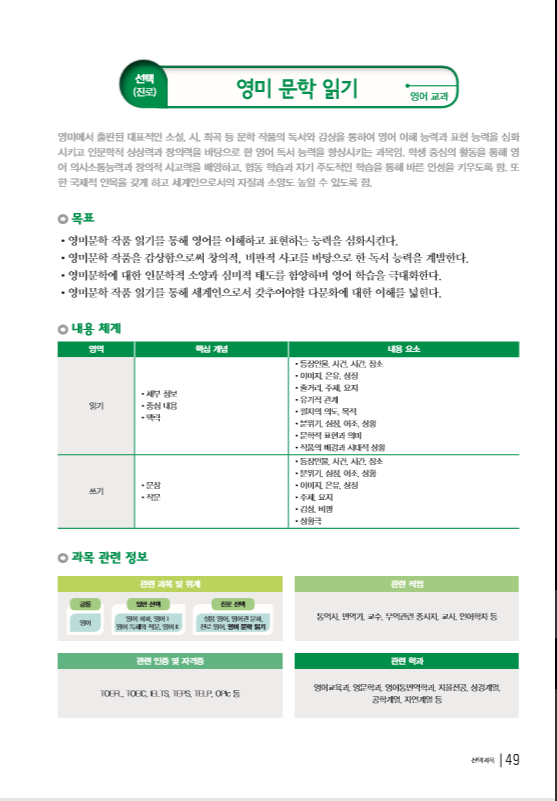 선택
(진로)
영미 문학 읽기
영어 교과
영미에서 출판된 대표적인 소설, 시, 희곡 등 문학 작품의 독서와 감상을 통하여 영어 이해 능력과 표현 능력을 심화
시키고 인문학적 상상력과 창의력을 바탕으로 한 영어 독서 능력을 향상시키는 과목임. 학생 중심의 활동을 통해 영
어 의사소통능력과 창의적 사고력을 배양하고, 협동 학습과 자기 주도적인 학습을 통해 바른 인성을 키우도록 함. 또
한 국제적 안목을 갖게 하고 세계인으로서의 자질과 소양도 높일 수 있도록 함.
목표
• 영미문학 작품 읽기를 통해 영어를 이해하고 표현하는 능력을 심화시킨다.
• 영미문학 작품을 감상함으로써 창의적, 비판적 사고를 바탕으로 한 독서 능력을 계발한다.
• 영미문학에 대한 인문학적 소양과 심미적 태도를 함양하며 영어 학습을 극대화한다.
• 영미문학 작품 읽기를 통해 세계인으로서 갖추어야할 다문화에 대한 이해를 넓힌다.
내용 체계
영역 핵심 개념 내용 요소
읽기
• 세부 정보
• 중심 내용
• 맥락
• 등장인물, 사건, 시간, 장소
• 이미지, 은유, 상징
• 줄거리, 주제, 요지
• 유기적 관계
• 필자의 의도, 목적
• 분위기, 심정, 어조, 상황
• 문학적 표현과 의미
• 작품의 배경과 시대적 상황
쓰기
• 문장
• 작문
• 등장인물, 사건, 시간, 장소
• 분위기, 심정, 어조, 상황
• 이미지, 은유, 상징
• 주제, 요지
• 감상, 비평
• 상황극
과목 관련 정보
관련 과목 및 위계
공통 일반 선택 진로 선택
영어
영어 회화, 영어 I
영어 독해와 작문, 영어 II
실용 영어, 영어권 문화,
진로 영어, 영미 문학 읽기
관련 직업
통역사, 번역가, 교수, 무역관련 종사자, 교사, 언어학자 등
관련 인증 및 자격증
TOEFL, TOEIC, IELTS, TEPS, TELP, OPIc 등
관련 학과
영어교육과, 영문학과, 영어통번역학과, 자율전공, 상경계열,
공학계열, 자연계열 등
선택과목 | 49